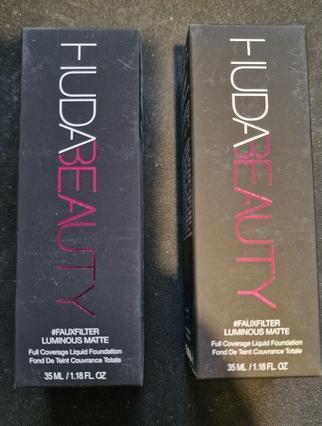 HUDABEAUTY
#FAUXFILTER
LUMINOUS MATTE
Full Coverage Liquid Foundation
Fond De Teint Couvrance Totale
35 ML / 1.18 FL. OZ
HUDABEAUTY
#FAUXFILTER
LUMINOUS MATTE
Full Coverage Liquid Foundation
Fond De Teint Couvrance Totale
35 ML / 1.18 FL. OZ